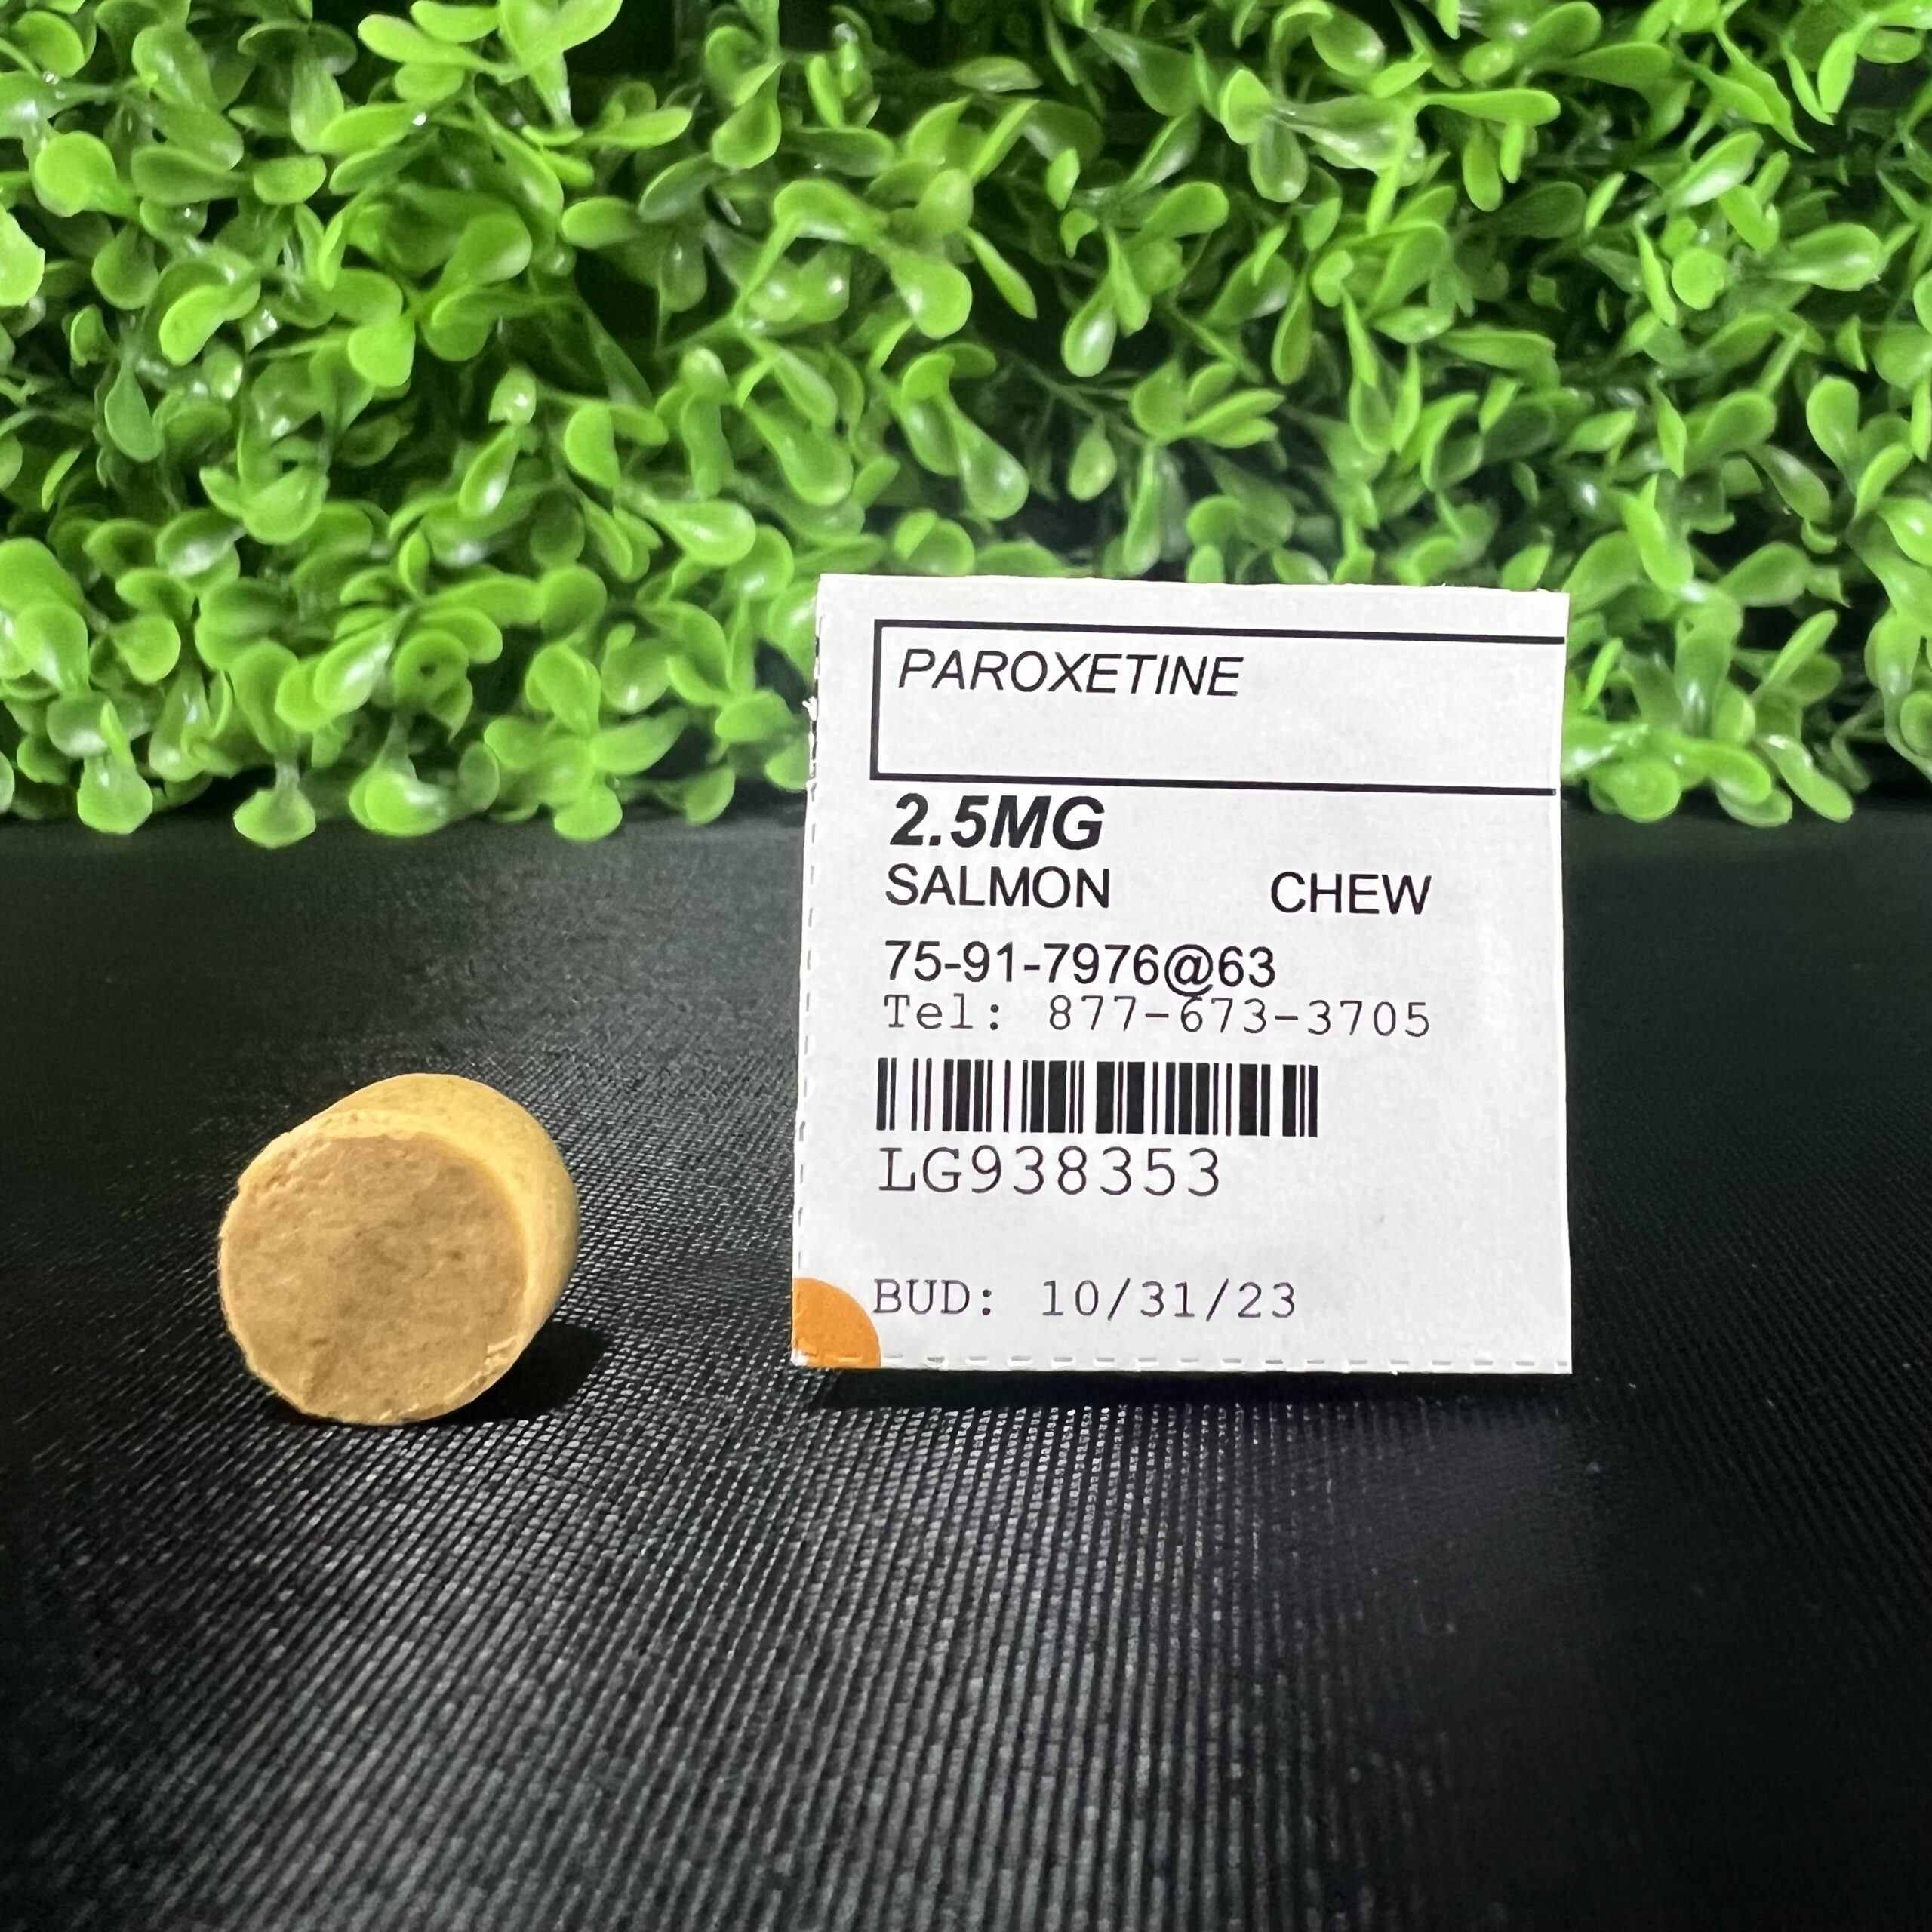 PAROXETINE
2.5MG
SALMON CHEW
75-91-7976@63
Tel: 877-673-3705
LG938353
BUD: 10/31/23